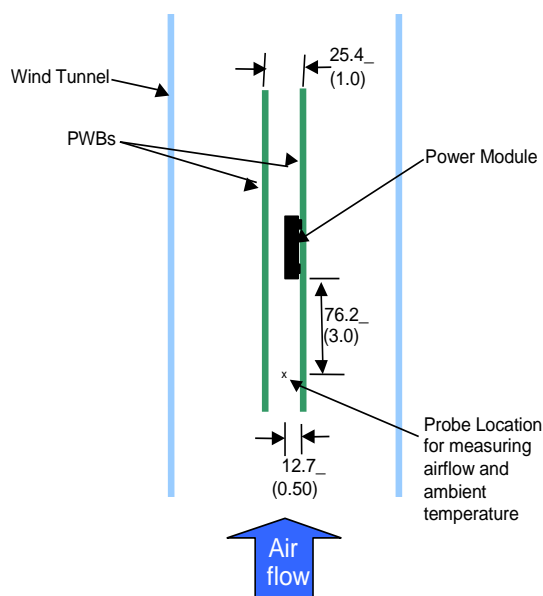 25.4_
(1.0)
Wind Tunnel
PWBs
Power Module
76.2_
(3.0)
x
Probe Location
for measuring
airflow and
ambient
temperature
12.7_
(0.50)
Air
flow